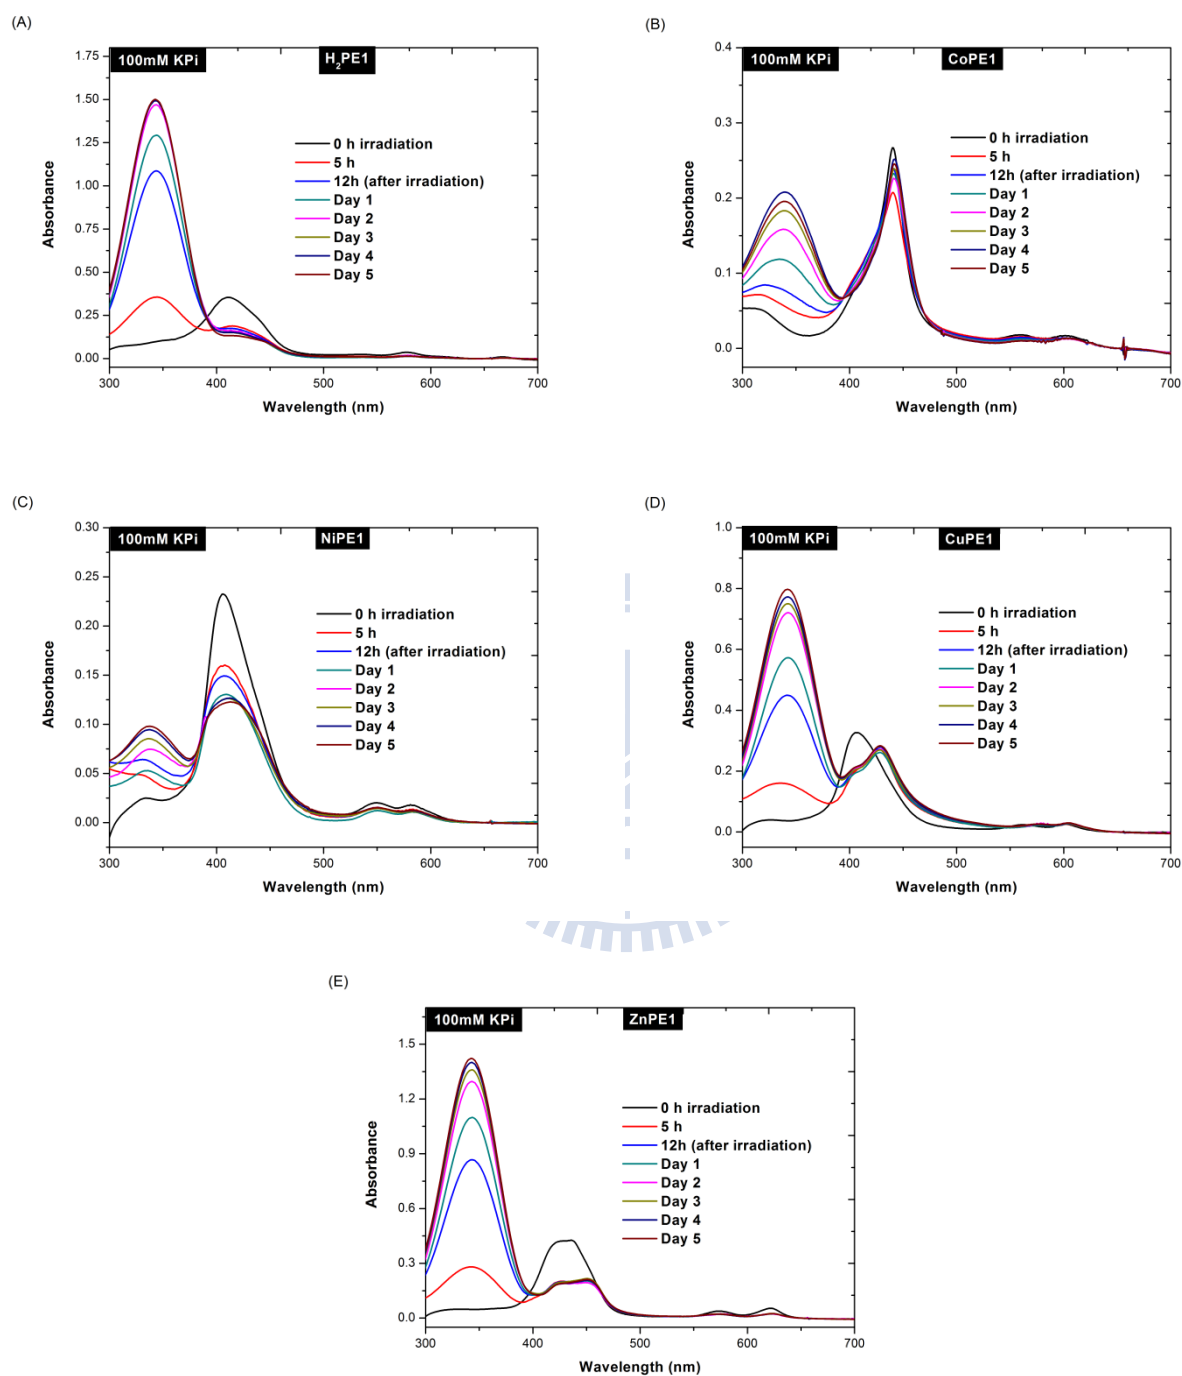 (A)
100mM KPi
H2PE1
1.75
1.50
1.25
1.00
0.75
0.50
0.25
0.00
Absorbance
0 h irradiation
5 h
12h (after irradiation)
Day 1
Day 2
Day 3
Day 4
Day 5
300 400 500 600 700
Wavelength (nm)
(B)
100mM KPi
CoPE1
0.4
0.3
0.2
0.1
0.0
Absorbance
0 h irradiation
5 h
12h (after irradiation)
Day 1
Day 2
Day 3
Day 4
Day 5
300 400 500 600 700
Wavelength (nm)
(C)
100mM KPi
NiPE1
0.30
0.25
0.20
0.15
0.10
0.05
0.00
Absorbance
0 h irradiation
5 h
12h (after irradiation)
Day 1
Day 2
Day 3
Day 4
Day 5
300 400 500 600 700
Wavelength (nm)
(D)
100mM KPi
CuPE1
1.0
0.8
0.6
0.4
0.2
0.0
Absorbance
0 h irradiation
5 h
12h (after irradiation)
Day 1
Day 2
Day 3
Day 4
Day 5
300 400 500 600 700
Wavelength (nm)
(E)
100mM KPi
ZnPE1
1.5
1.2
0.9
0.6
0.3
0.0
Absorbance
0 h irradiation
5 h
12h (after irradiation)
Day 1
Day 2
Day 3
Day 4
Day 5
300 400 500 600 700
Wavelength (nm)